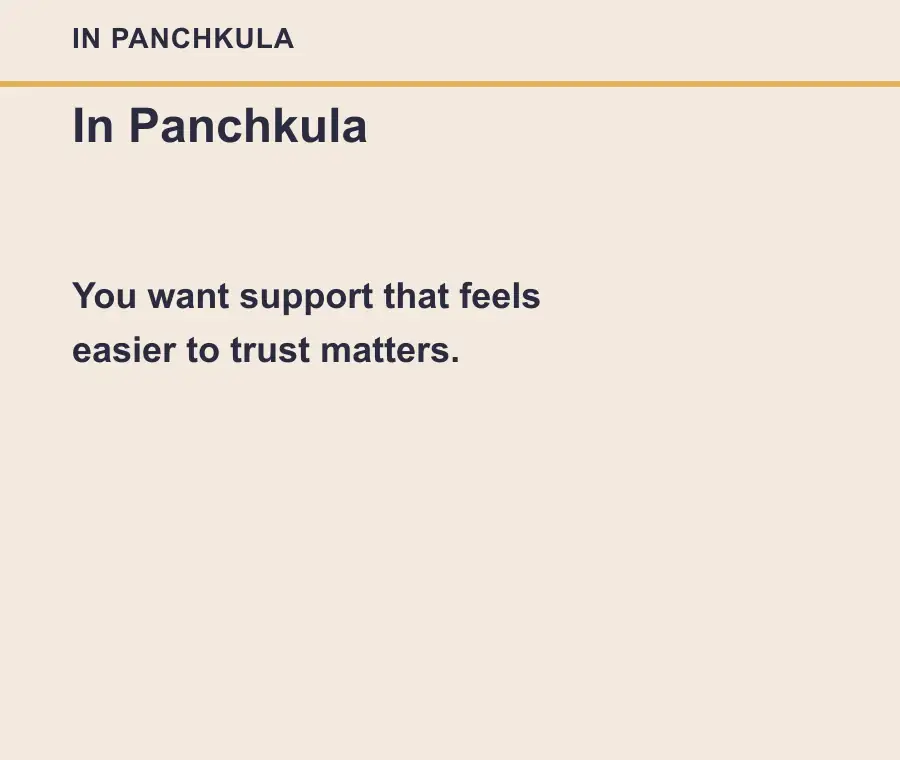 IN PANCHKULA
In Panchkula
You want support that feels
easier to trust matters.